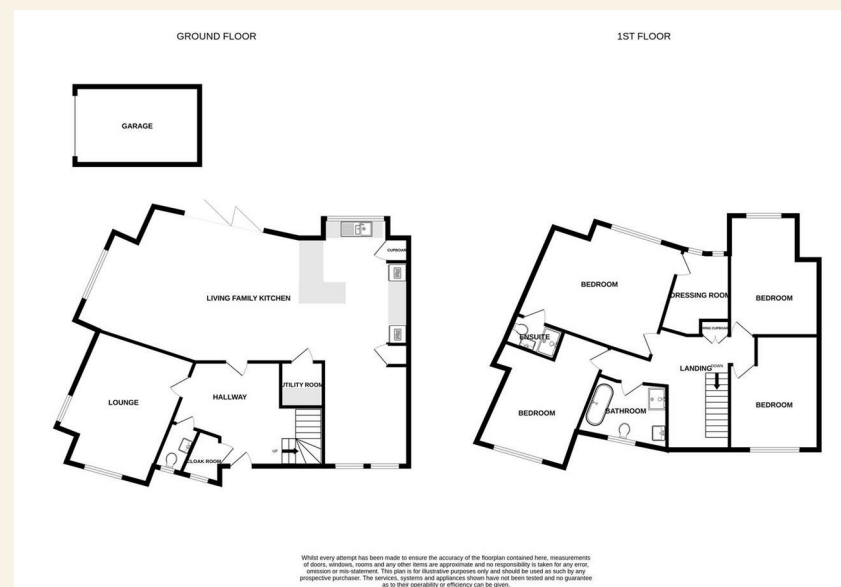 GROUND FLOOR
1ST FLOOR
GARAGE
CUPBOARD
LIVING FAMILY KITCHEN
UTILITY ROOM
HALLWAY
LOUNGE
CLOAK ROOM
UP
BEDROOM
DRESSING ROOM
BEDROOM
ENSUITE
CUPBOARD
LANDING
DOWN
BEDROOM
BATHROOM
BEDROOM
Whilst every attempt has been made to ensure the accuracy of the floorplan contained here, measurements
of doors, windows, rooms and any other items are approximate and no responsibility is taken for any error,
omission or mis-statement. This plan is for illustrative purposes only and should be used as such by any
prospective purchaser. The services, systems and appliances shown have not been tested and no guarantee
as to their operability or efficiency can be given.